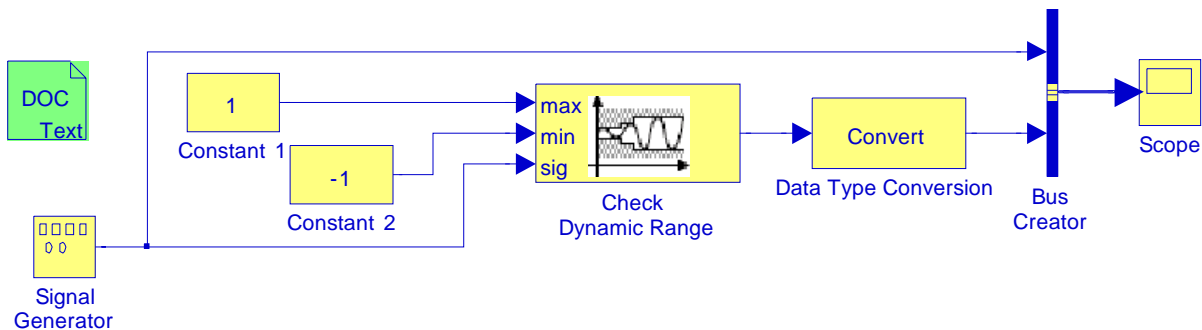 DOC
Text
1
Constant 1
-1
Constant 2
max
min
sig
Check
Dynamic Range
Convert
Data Type Conversion
Bus
Creator
Scope
Signal
Generator